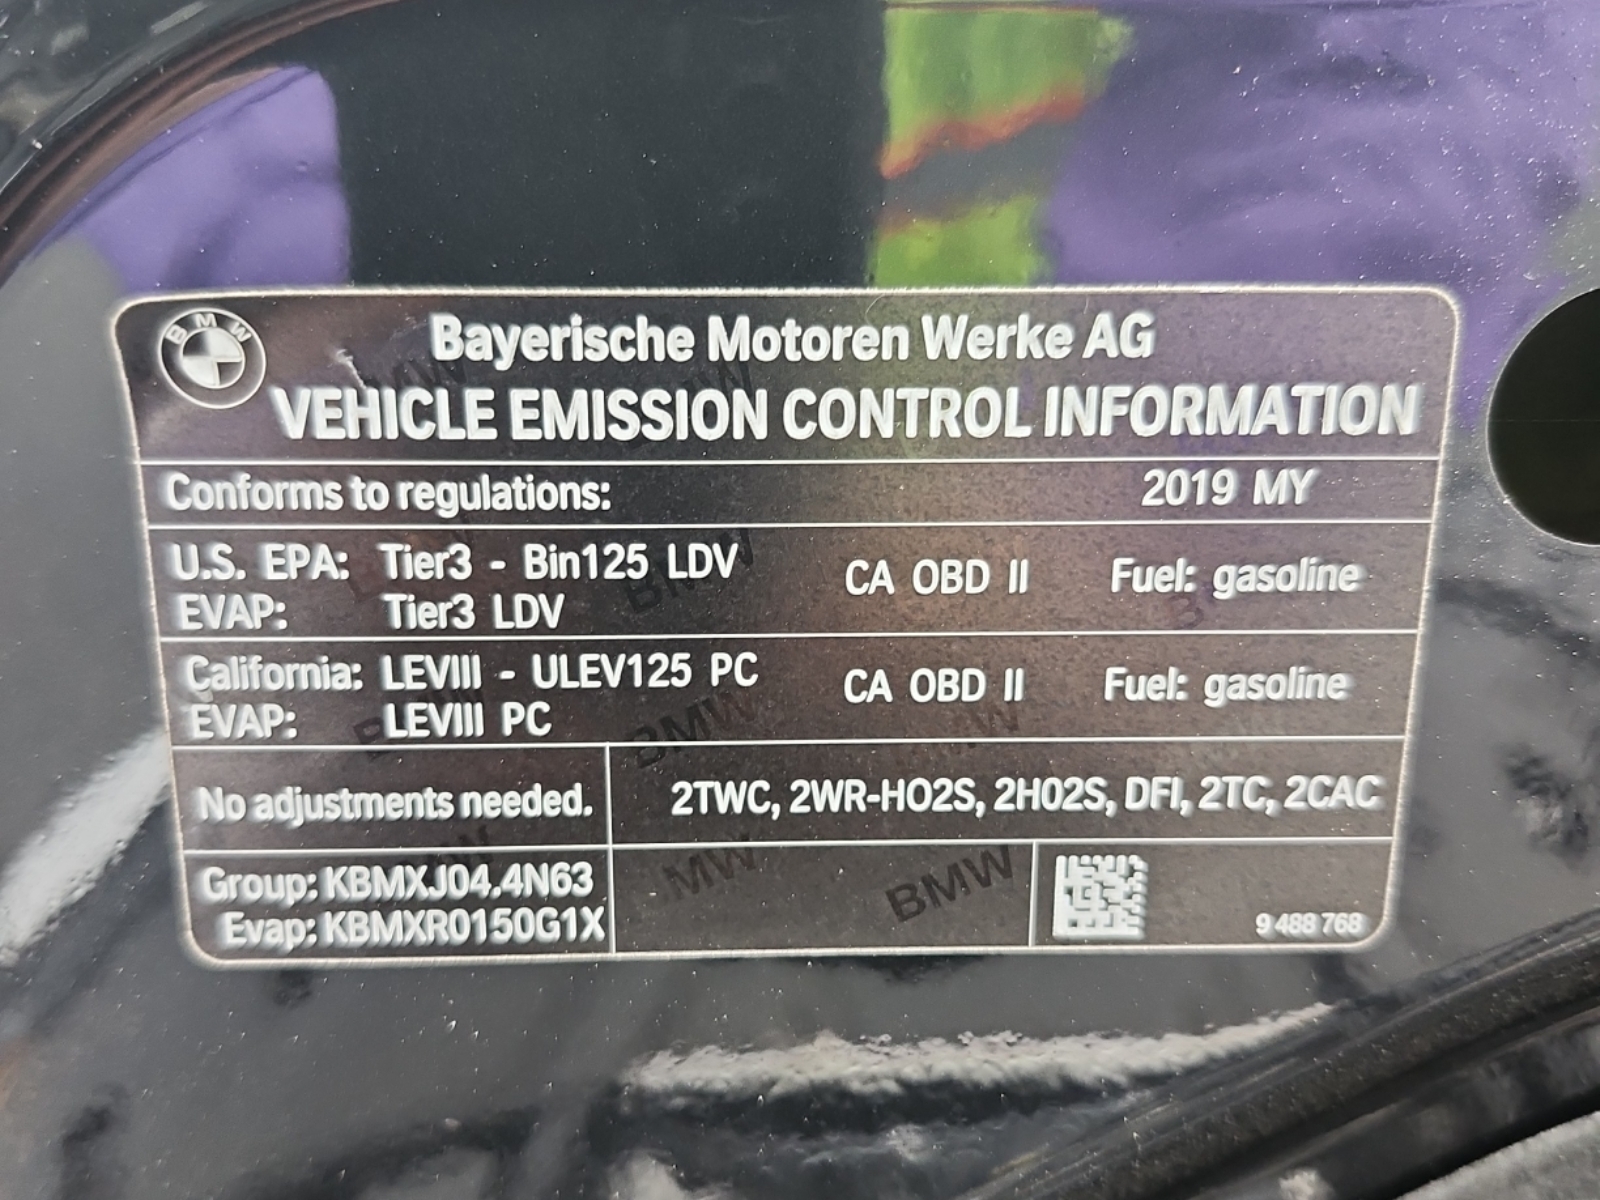 BMW
Bayerische Motoren Werke AG
VEHICLE EMISSION CONTROL INFORMATION
Conforms to regulations: 2019 MY
U.S. EPA: Tier3 - Bin125 LDV CA OBD II Fuel: gasoline
EVAP: Tier3 LDV
California: LEVIII - ULEV125 PC CA OBD II Fuel: gasoline
EVAP: LEVIII PC
No adjustments needed. 2TWC, 2WR-HO2S, 2H02S, DFI, 2TC, 2CAC
Group: KBMXJ04.4N63
Evap: KBMXR0150G1X
9 488 768